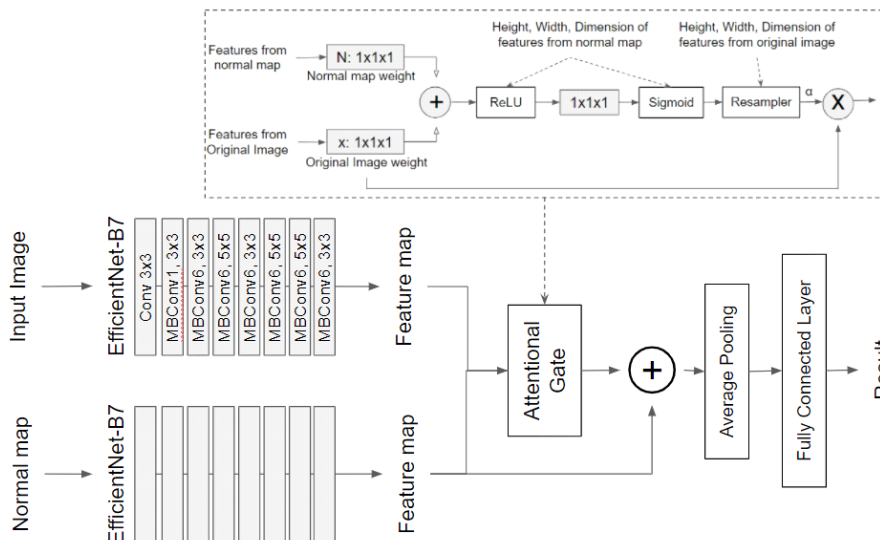 Height, Width, Dimension of
features from normal map
Height, Width, Dimension of
features from original image
Features from
normal map
N: 1x1x1
Normal map weight
+
ReLU
1x1x1
Sigmoid
Resampler
α
X
Features from
Original Image
x: 1x1x1
Original Image weight
Input Image
EfficientNet-B7
Conv 3x3
MBConv1, 3x3
MBConv6, 3x3
MBConv6, 5x5
MBConv6, 3x3
MBConv6, 5x5
MBConv6, 5x5
MBConv6, 3x3
Feature map
Attentional
Gate
+
Average Pooling
Fully Connected Layer
Result
Normal map
EfficientNet-B7
Feature map